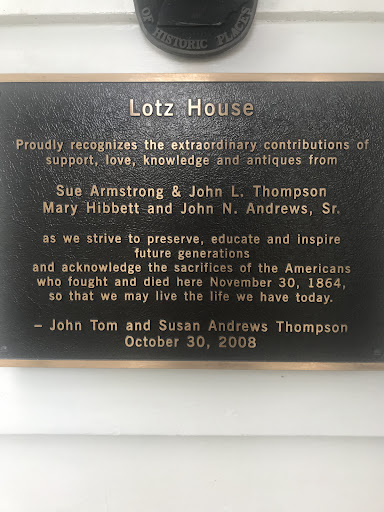 OF HISTORIC PLACES
Lotz House
Proudly recognizes the extraordinary contributions of
support, love, knowledge and antiques from
Sue Armstrong & John L. Thompson
Mary Hibbett and John N. Andrews, Sr.
as we strive to preserve, educate and inspire
future generations
and acknowledge the sacrifices of the Americans
who fought and died here November 30, 1864,
so that we may live the life we have today.
– John Tom and Susan Andrews Thompson
October 30, 2008